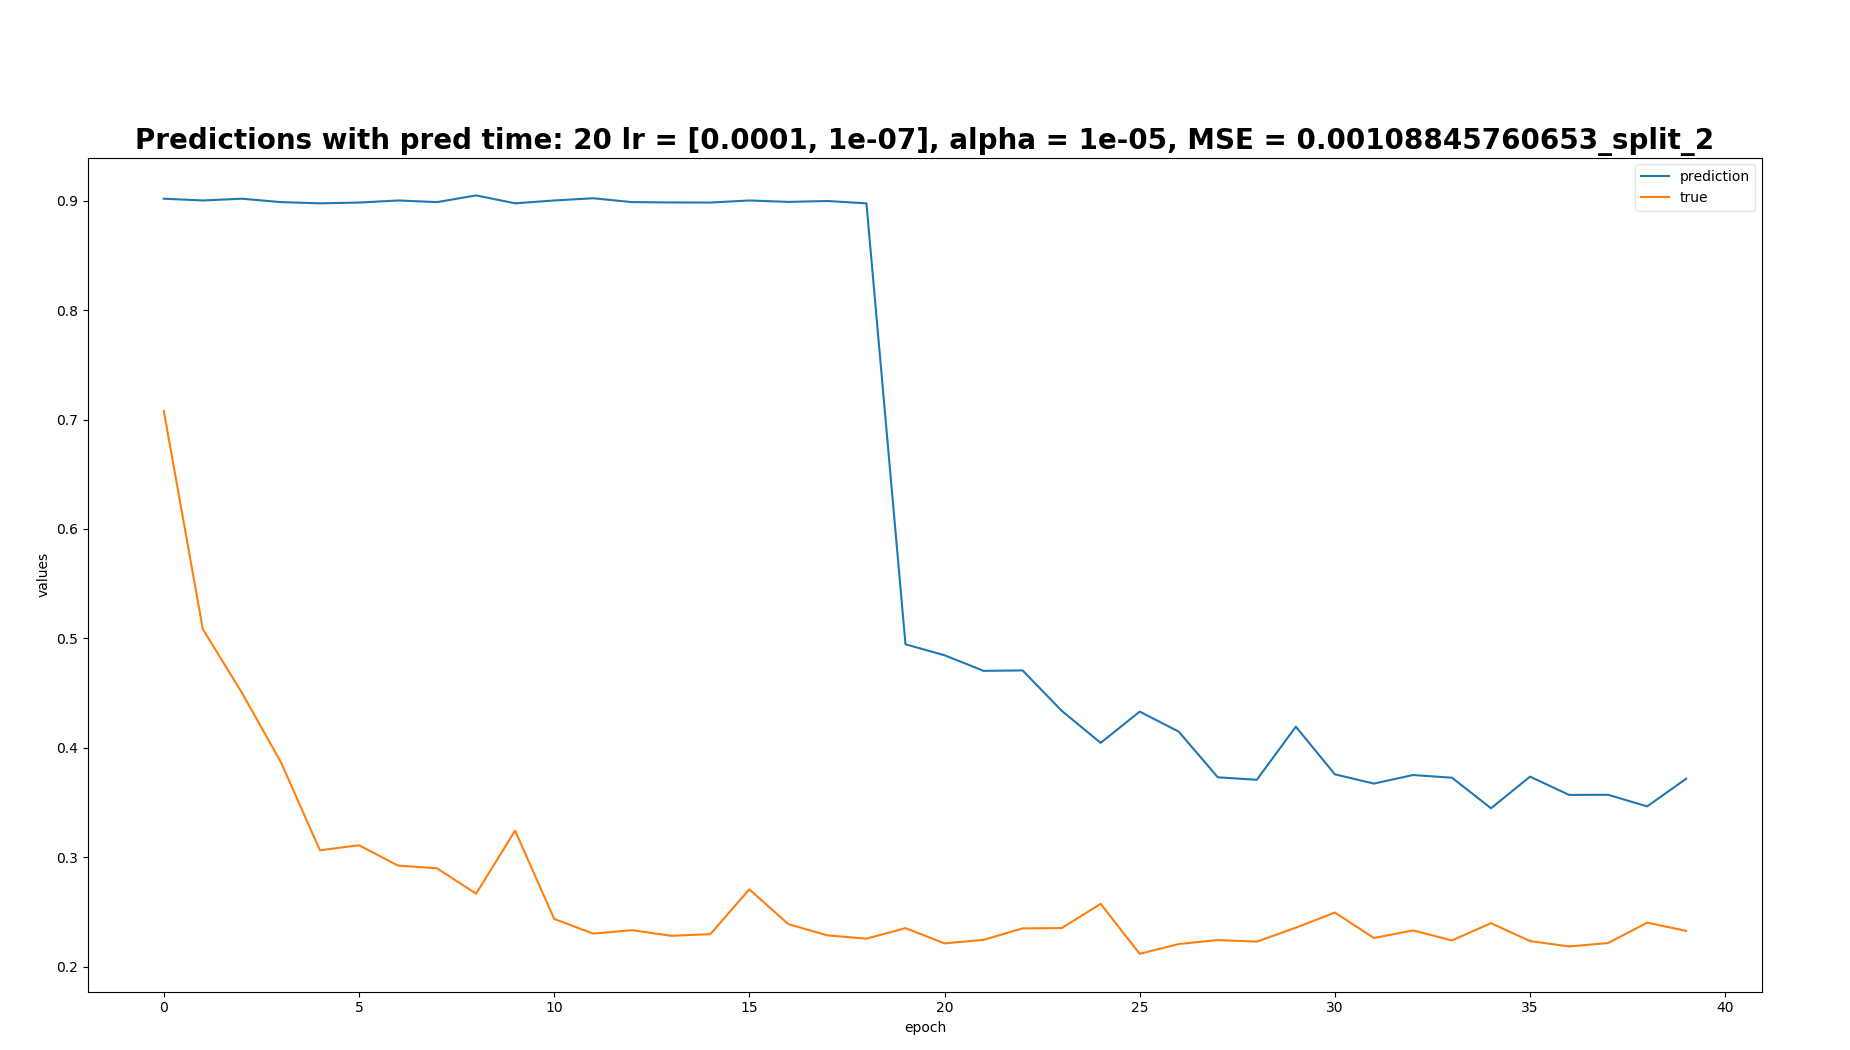 Predictions with pred time: 20 lr = [0.0001, 1e-07], alpha = 1e-05, MSE = 0.00108845760653_split_2
prediction
true
0.9
0.8
0.7
0.6
0.5
0.4
0.3
0.2
values
0 5 10 15 20 25 30 35 40
epoch